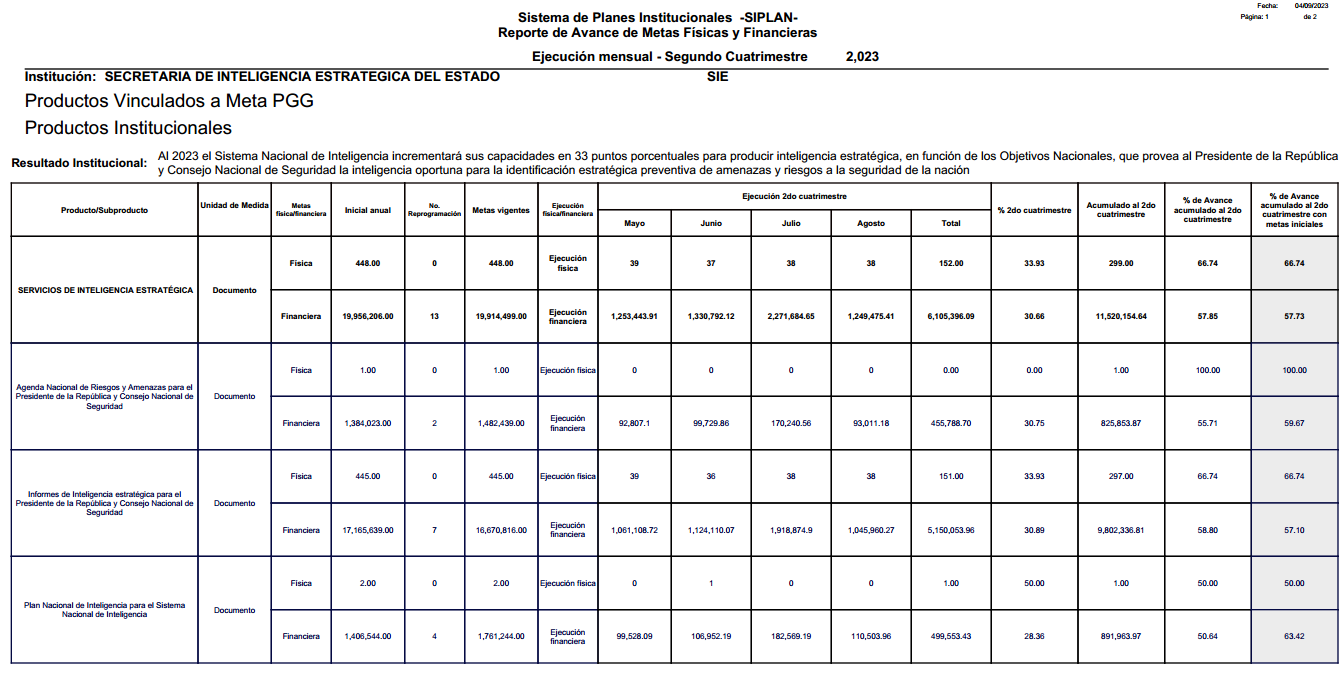 Fecha: 04/09/2023
Sistema de Planes Institucionales -SIPLAN-
Página: 1 de 2
Reporte de Avance de Metas Físicas y Financieras
Ejecución mensual - Segundo Cuatrimestre 2,023
Institución: SECRETARIA DE INTELIGENCIA ESTRATEGICA DEL ESTADO SIE
Productos Vinculados a Meta PGG
Productos Institucionales
Resultado Institucional: Al 2023 el Sistema Nacional de Inteligencia incrementará sus capacidades en 33 puntos porcentuales para producir inteligencia estratégica, en función de los Objetivos Nacionales, que provea al Presidente de la República
y Consejo Nacional de Seguridad la inteligencia oportuna para la identificación estratégica preventiva de amenazas y riesgos a la seguridad de la nación
Producto/Subproducto
Unidad de Medida
Metas
física/financiera
Inicial anual
No.
Reprogramación
Metas vigentes
Ejecución
física/financiera
Ejecución 2do cuatrimestre
Mayo Junio Julio Agosto Total
% 2do cuatrimestre
Acumulado al 2do
cuatrimestre
% de Avance
acumulado al 2do
cuatrimestre
% de Avance
acumulado al 2do
cuatrimestre con
metas iniciales
SERVICIOS DE INTELIGENCIA ESTRATÉGICA
Documento
Física 448.00 0 448.00 Ejecución
física
39 37 38 38 152.00 33.93 299.00 66.74 66.74
Financiera 19,956,206.00 13 19,914,499.00 Ejecución
financiera
1,253,443.91 1,330,792.12 2,271,684.65 1,249,475.41 6,105,396.09 30.66 11,520,154.64 57.85 57.73
Agenda Nacional de Riesgos y Amenazas para el
Presidente de la República y Consejo Nacional de
Seguridad
Documento
Física 1.00 0 1.00 Ejecución física 0 0 0 0 0.00 0.00 1.00 100.00 100.00
Financiera 1,384,023.00 2 1,482,439.00 Ejecución
financiera
92,807.1 99,729.86 170,240.56 93,011.18 455,788.70 30.75 825,853.87 55.71 59.67
Informes de Inteligencia estratégica para el
Presidente de la República y Consejo Nacional de
Seguridad
Documento
Física 445.00 0 445.00 Ejecución física 39 36 38 38 151.00 33.93 297.00 66.74 66.74
Financiera 17,165,639.00 7 16,670,816.00 Ejecución
financiera
1,061,108.72 1,124,110.07 1,918,874.9 1,045,960.27 5,150,053.96 30.89 9,802,336.81 58.80 57.10
Plan Nacional de Inteligencia para el Sistema
Nacional de Inteligencia
Documento
Física 2.00 0 2.00 Ejecución física 0 1 0 0 1.00 50.00 1.00 50.00 50.00
Financiera 1,406,544.00 4 1,761,244.00 Ejecución
financiera
99,528.09 106,952.19 182,569.19 110,503.96 499,553.43 28.36 891,963.97 50.64 63.42